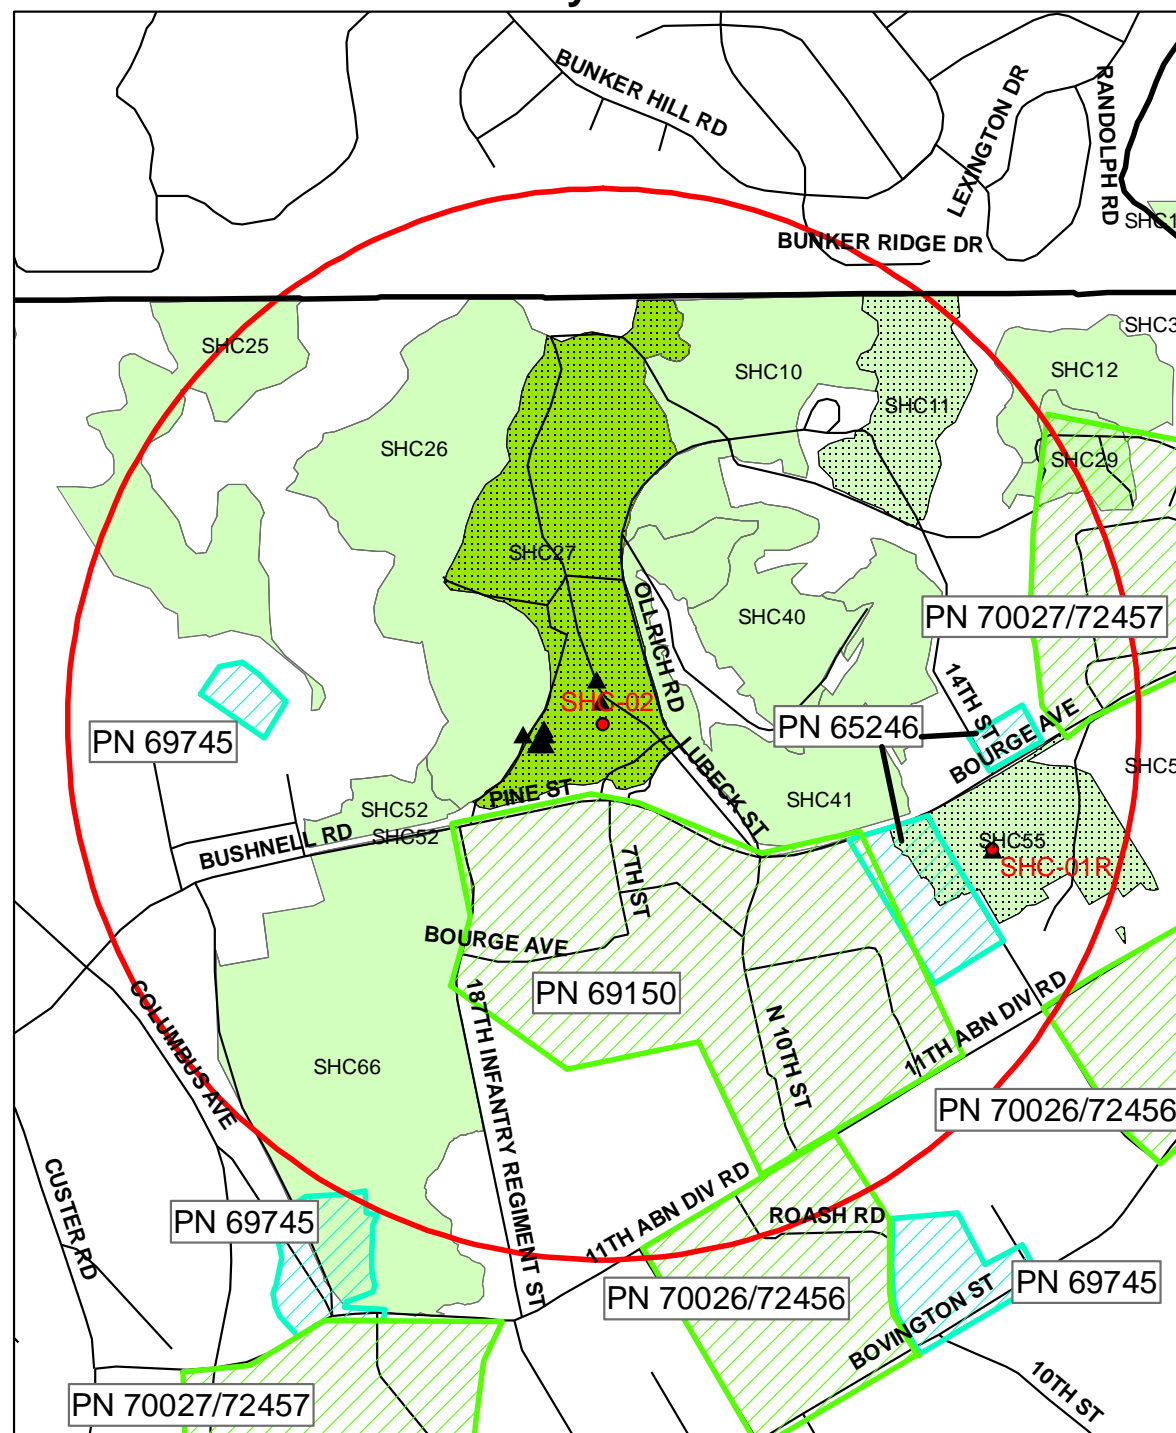 BUNKER HILL RD
LEXINGTON DR
RANDOLPH RD
SHC1
BUNKER RIDGE DR
SHC3
SHC25
SHC10
SHC12
SHC11
SHC26
SHC29
SHC27
OLLRICH RD
SHC40
PN 70027/72457
14TH ST
SHC-02
PN 65246
BOURGE AVE
PN 69745
LUBECK ST
SHC5
PINE ST
SHC41
SHC52
SHC52
BUSHNELL RD
SHC55
SHC-01R
7TH ST
BOURGE AVE
PN 69150
187TH INFANTRY REGIMENT ST
N 10TH ST
11TH ABN DIV RD
COLUMBUS AVE
SHC66
PN 70026/72456
CUSTER RD
PN 69745
11TH ABN DIV RD
ROASH RD
PN 69745
PN 70026/72456
BOVINGTON ST
10TH ST
PN 70027/72457